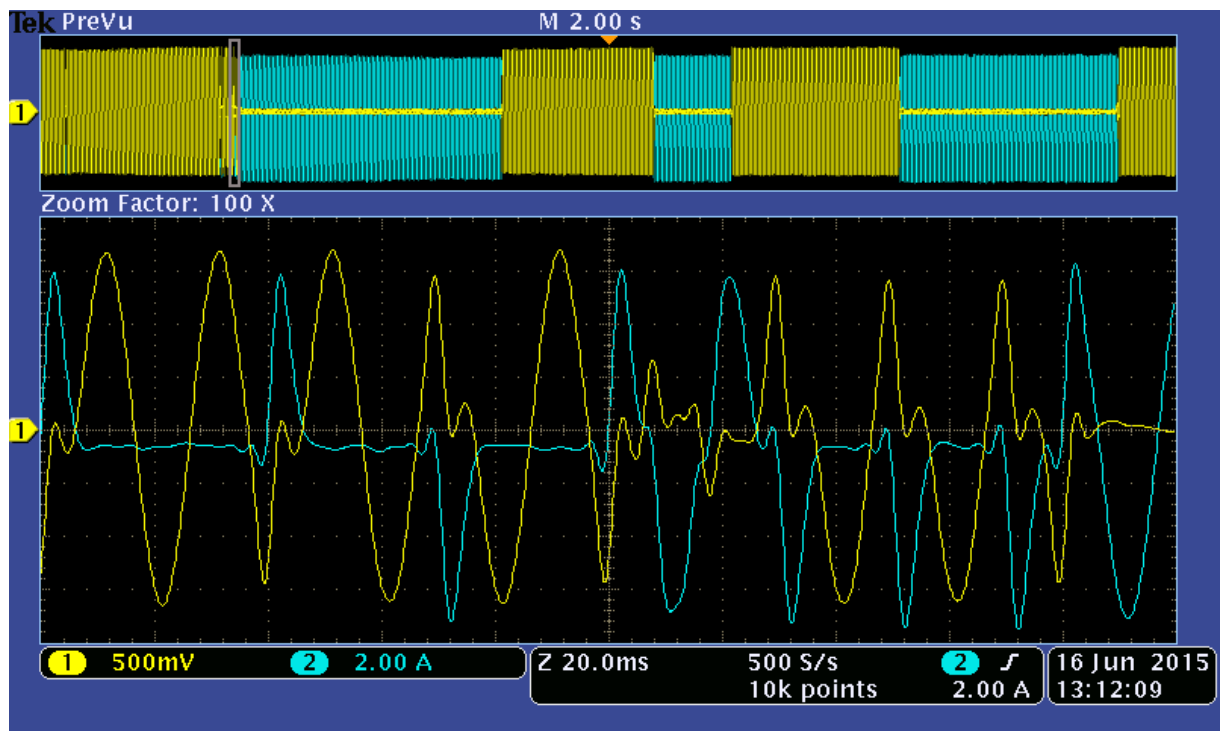 Tek PreVu M 2.00 s
1
Zoom Factor: 100 X
1
1 500mV 2 2.00 A Z 20.0ms 500 S/s 2 ƒ 16 Jun 2015
10k points 2.00 A 13:12:09